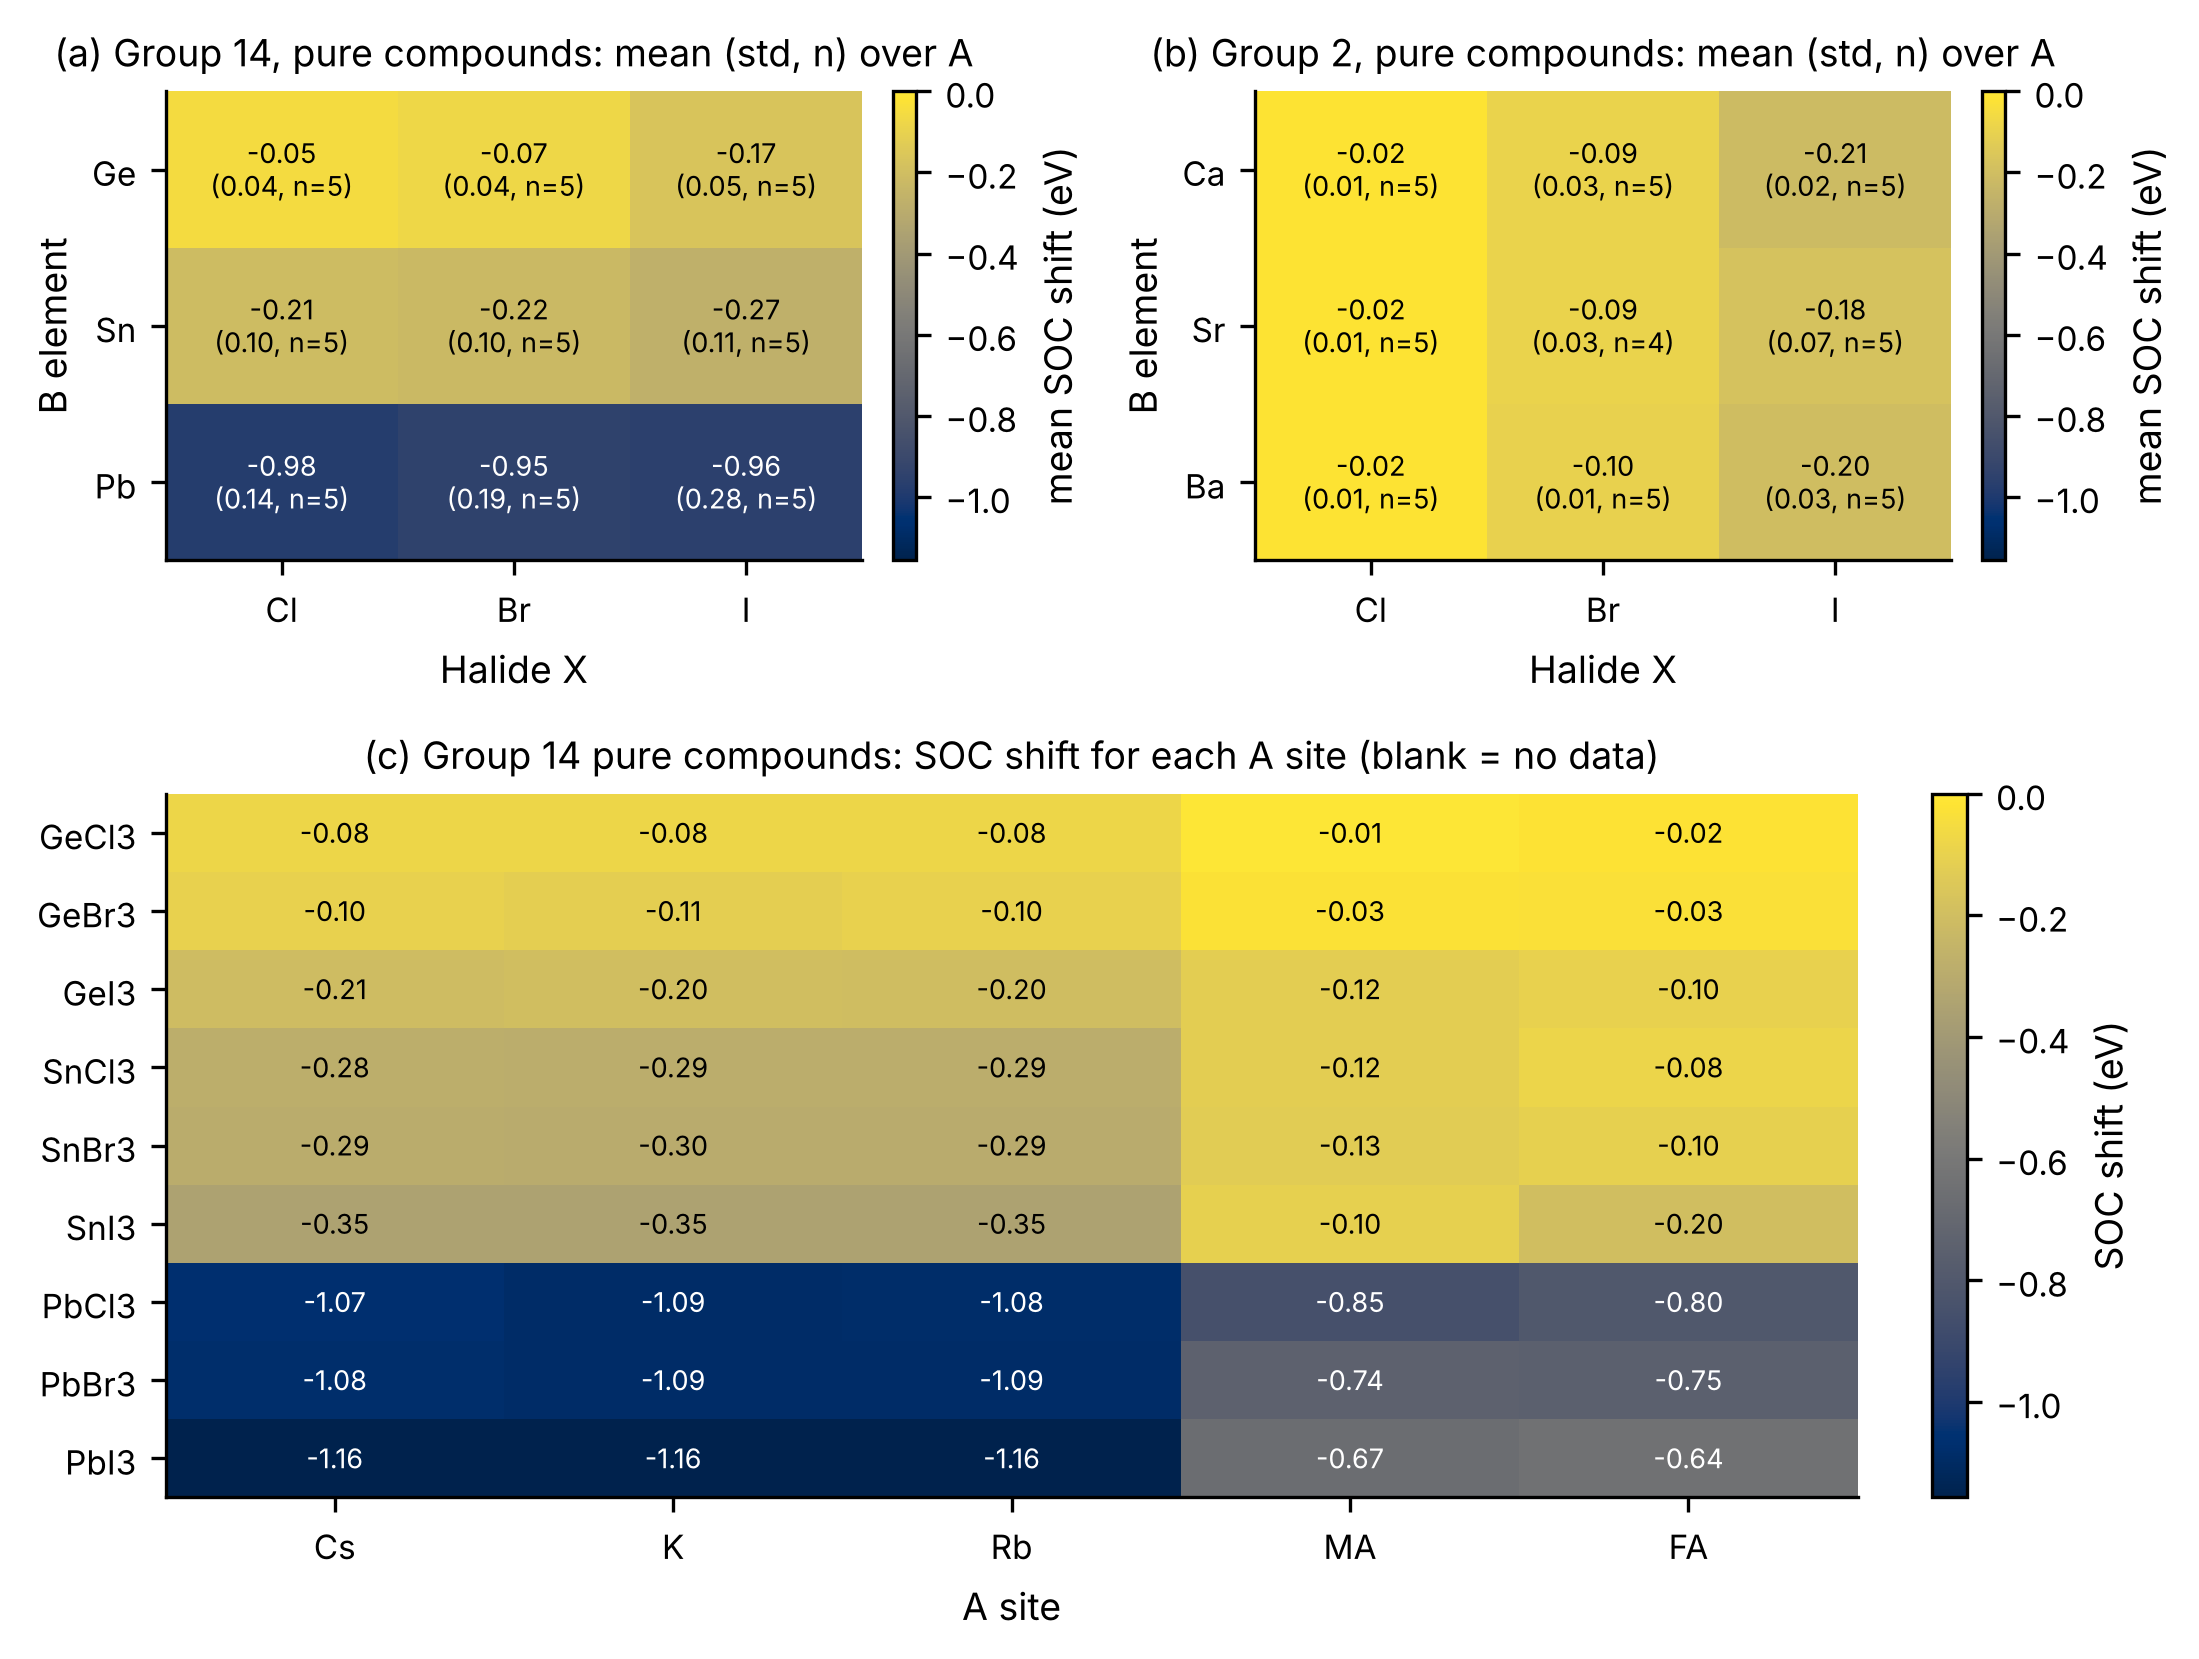 (a) Group 14, pure compounds: mean (std, n) over A
B element
Ge
Sn
Pb
-0.05
(0.04, n=5)
-0.07
(0.04, n=5)
-0.17
(0.05, n=5)
-0.21
(0.10, n=5)
-0.22
(0.10, n=5)
-0.27
(0.11, n=5)
-0.98
(0.14, n=5)
-0.95
(0.19, n=5)
-0.96
(0.28, n=5)
Cl
Br
I
Halide X
0.0
−0.2
−0.4
−0.6
−0.8
−1.0
mean SOC shift (eV)
(b) Group 2, pure compounds: mean (std, n) over A
B element
Ca
Sr
Ba
-0.02
(0.01, n=5)
-0.09
(0.03, n=5)
-0.21
(0.02, n=5)
-0.02
(0.01, n=5)
-0.09
(0.03, n=4)
-0.18
(0.07, n=5)
-0.02
(0.01, n=5)
-0.10
(0.01, n=5)
-0.20
(0.03, n=5)
Cl
Br
I
Halide X
0.0
−0.2
−0.4
−0.6
−0.8
−1.0
mean SOC shift (eV)
(c) Group 14 pure compounds: SOC shift for each A site (blank = no data)
GeCl3 -0.08 -0.08 -0.08 -0.01 -0.02
GeBr3 -0.10 -0.11 -0.10 -0.03 -0.03
GeI3 -0.21 -0.20 -0.20 -0.12 -0.10
SnCl3 -0.28 -0.29 -0.29 -0.12 -0.08
SnBr3 -0.29 -0.30 -0.29 -0.13 -0.10
SnI3 -0.35 -0.35 -0.35 -0.10 -0.20
PbCl3 -1.07 -1.09 -1.08 -0.85 -0.80
PbBr3 -1.08 -1.09 -1.09 -0.74 -0.75
PbI3 -1.16 -1.16 -1.16 -0.67 -0.64
Cs K Rb MA FA
A site
0.0
−0.2
−0.4
−0.6
−0.8
−1.0
SOC shift (eV)